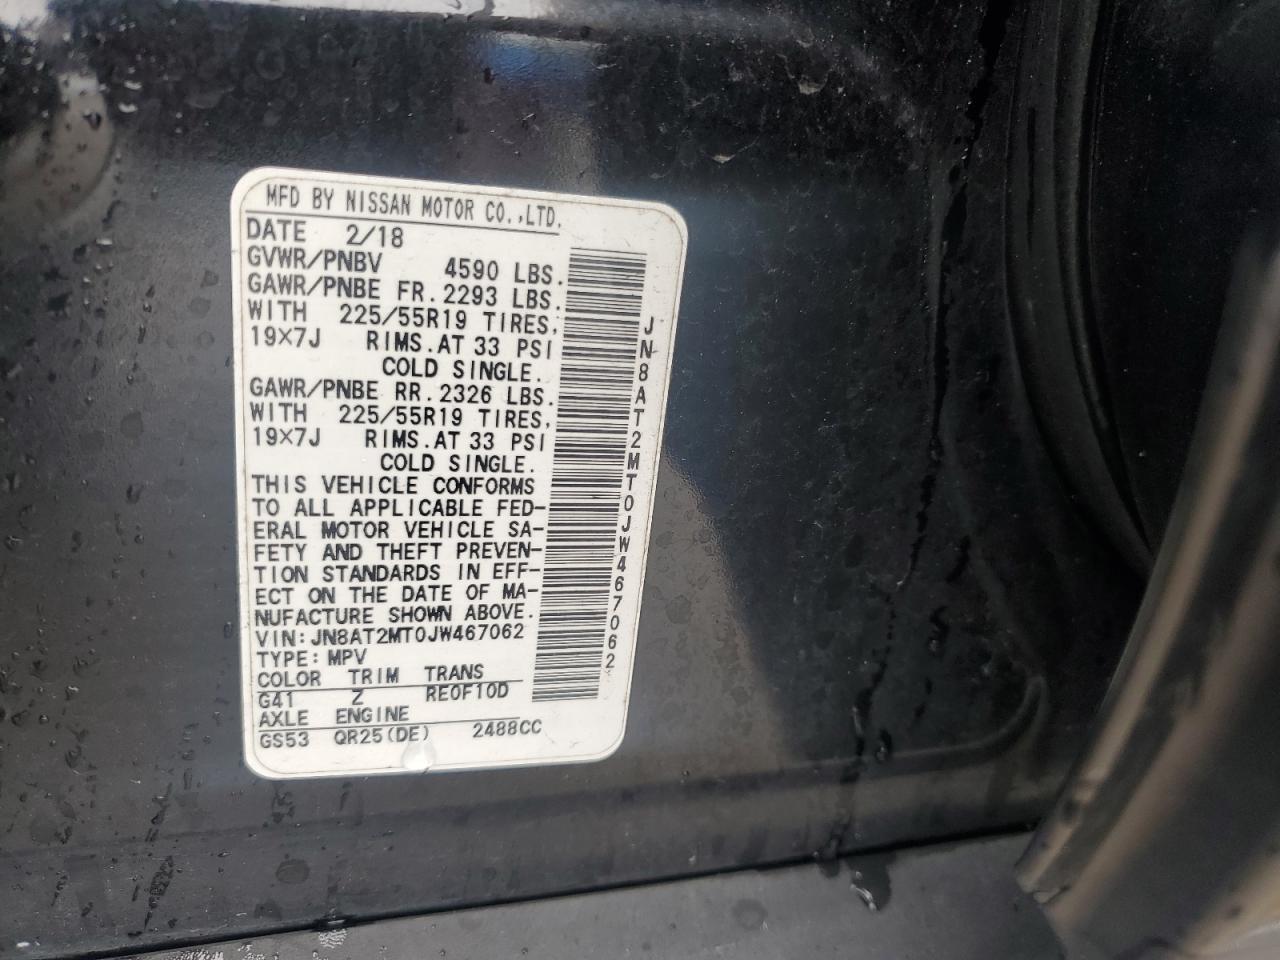 MFD BY NISSAN MOTOR CO.,LTD.
DATE 2/18
GVWR/PNBV 4590 LBS.
GAWR/PNBE FR.2293 LBS.
WITH 225/55R19 TIRES,
19×7J RIMS.AT 33 PSI
COLD SINGLE.
GAWR/PNBE RR.2326 LBS.
WITH 225/55R19 TIRES,
19×7J RIMS.AT 33 PSI
COLD SINGLE.
THIS VEHICLE CONFORMS
TO ALL APPLICABLE FED-
ERAL MOTOR VEHICLE SA-
FETY AND THEFT PREVEN-
TION STANDARDS IN EFF-
ECT ON THE DATE OF MA-
NUFACTURE SHOWN ABOVE.
VIN:JN8AT2MT0JW467062
TYPE:MPV
COLOR TRIM TRANS
G41 Z RE0F10D
AXLE ENGINE
GS53 QR25(DE) 2488CC
JN8AT2MT0JW467062